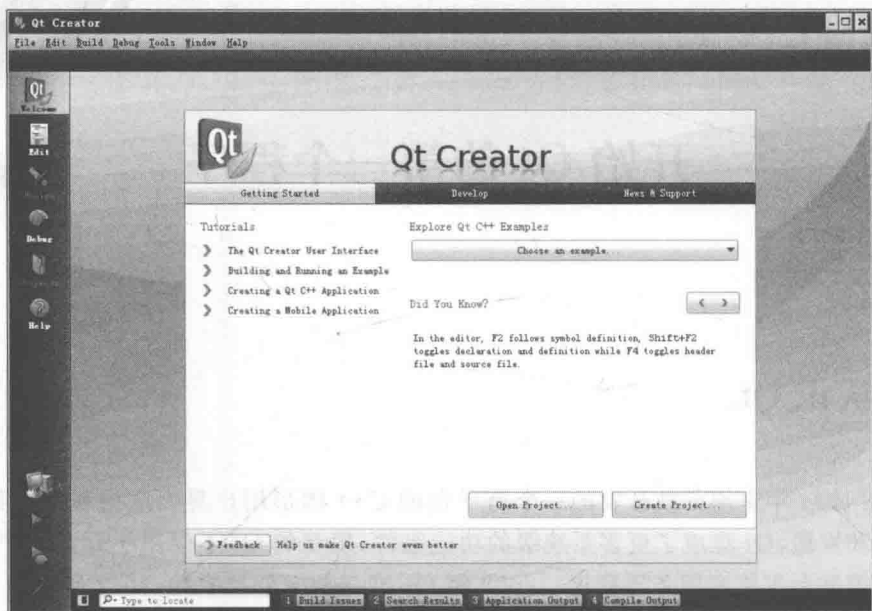 Qt Creator
File Edit Build Debug Tools Window Help
Qt
Welcome
Edit
Debug
Help
Qt
Qt Creator
Getting Started
Develop
News & Support
Tutorials
The Qt Creator User Interface
Building and Running an Example
Creating a Qt C++ Application
Creating a Mobile Application
Explore Qt C++ Examples
Choose an example...
Did You Know?
In the editor, F2 follows symbol definition, Shift+F2
toggles declaration and definition while F4 toggles header
file and source file.
Open Project...
Create Project...
Feedback Help us make Qt Creator even better
Type to locate
1 Build Issues 2 Search Results 3 Application Output 4 Compile Output